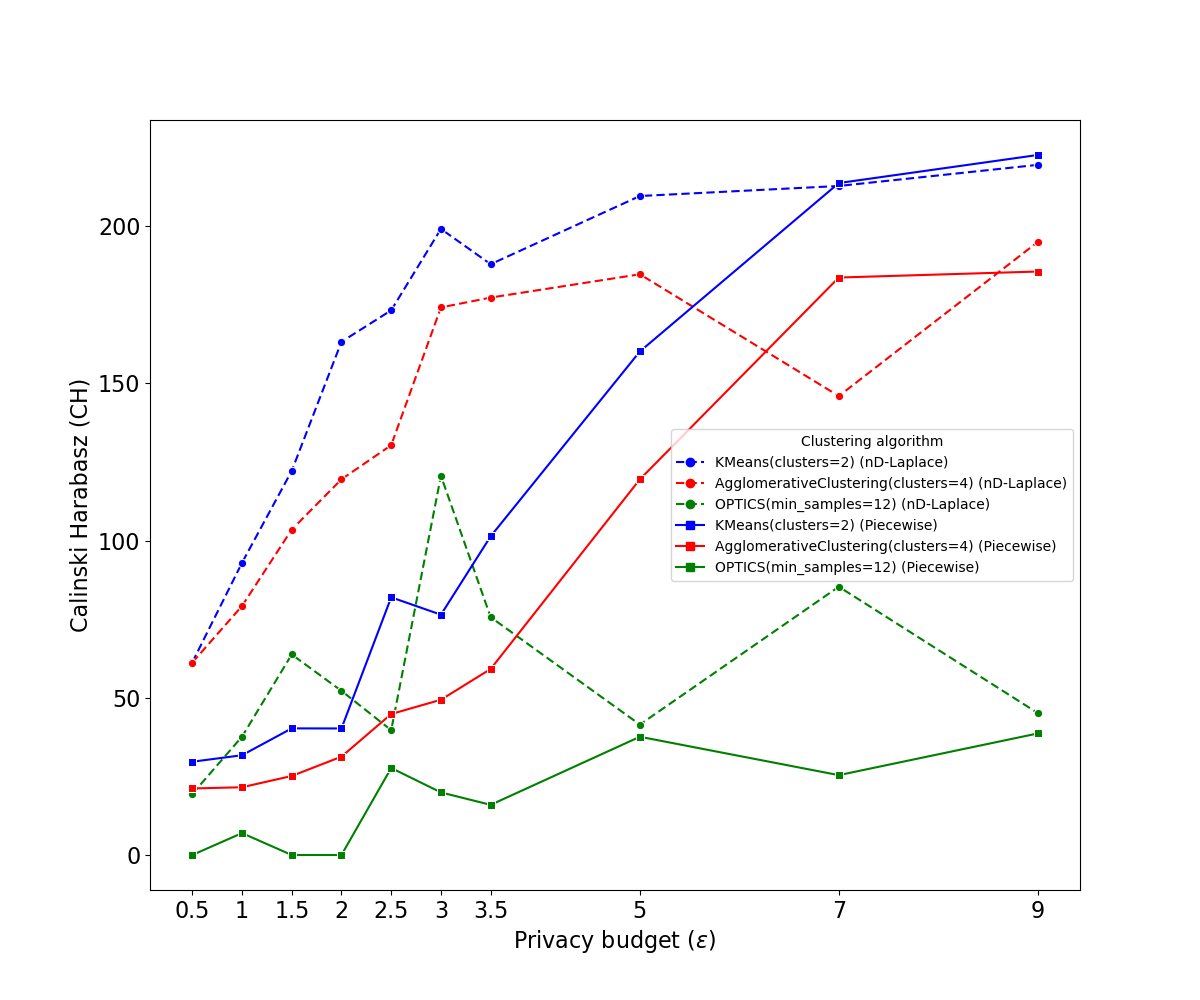 200
150
100
50
0
Calinski Harabasz (CH)
Clustering algorithm
KMeans(clusters=2) (nD-Laplace)
AgglomerativeClustering(clusters=4) (nD-Laplace)
OPTICS(min_samples=12) (nD-Laplace)
KMeans(clusters=2) (Piecewise)
AgglomerativeClustering(clusters=4) (Piecewise)
OPTICS(min_samples=12) (Piecewise)
0.5 1 1.5 2 2.5 3 3.5 5 7 9
Privacy budget (ε)